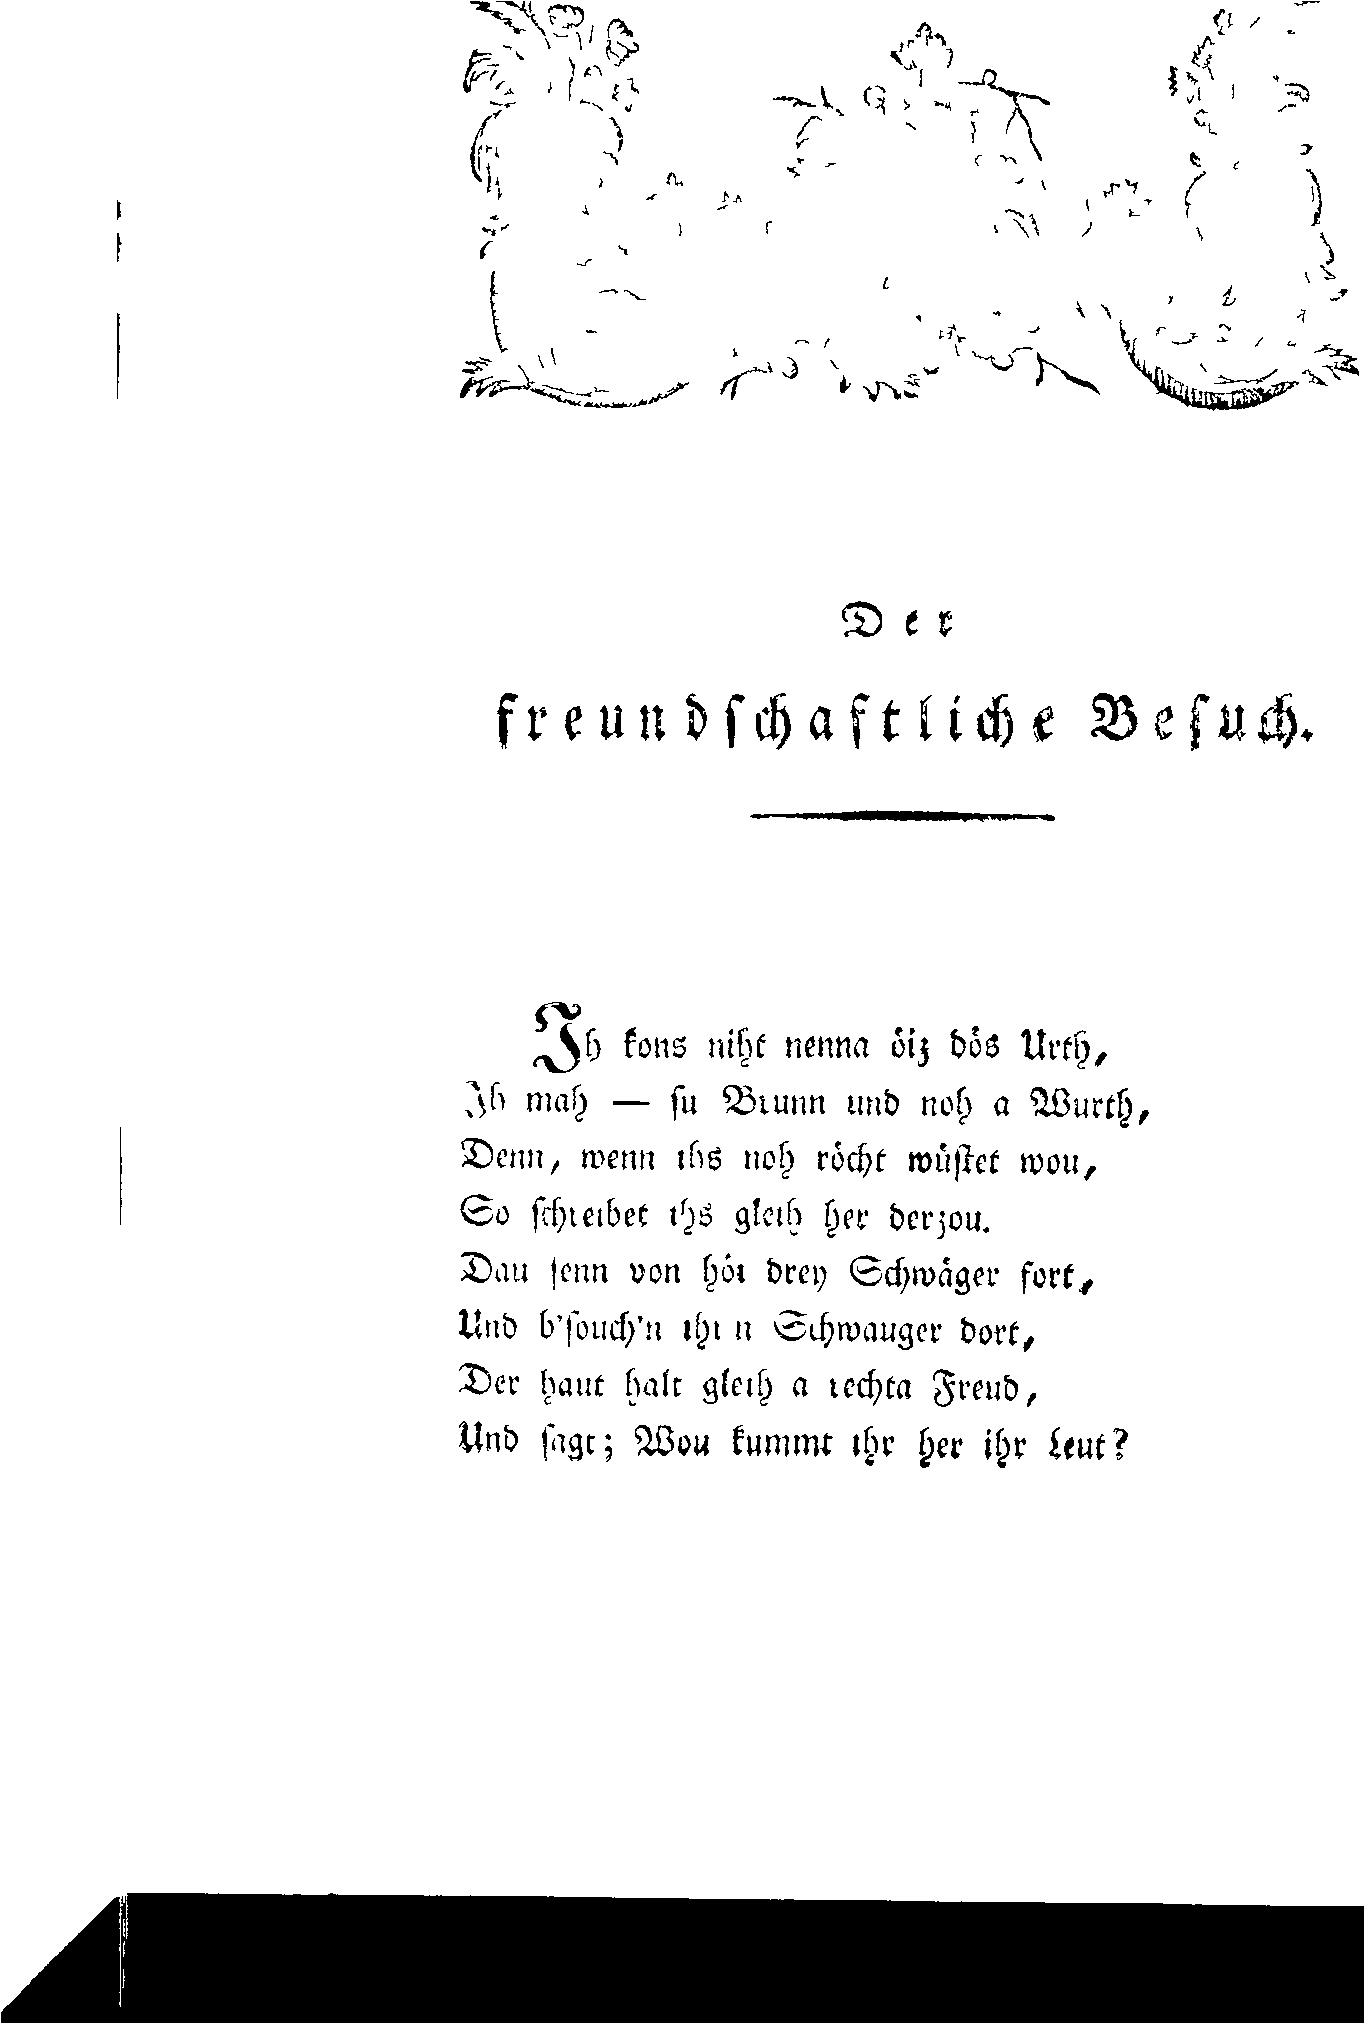 Der
freundschaftliche Besuch.
Ih kons niht nenna öiz dös Urth,
Ih mah — su Brunn und noh a Wurth,
Denn, wenn ihs noh röcht wüstet wou,
So schreibet ihs gleih her derzou.
Dau senn von höi drey Schwäger fort,
Und b'souch'n ihr n Schwauger dort,
Der haut halt gleih a rechta Freud,
Und sagt; Wou kummt ihr her ihr Leut?